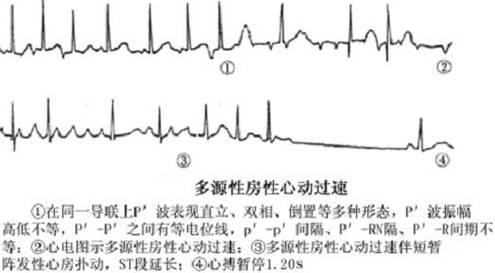 ① ②
③ ④
多源性房性心动过速
①在同一导联上P′波表现直立、双相、倒置等多种形态，P′波振幅
高低不等，P′-P′之间有等电位线，p′-p′间隔、P′-RN隔、P′-R间期不
等；②心电图示多源性房性心动过速；③多源性房性心动过速伴短暂
阵发性心房扑动，ST段延长；④心搏暂停1.20s